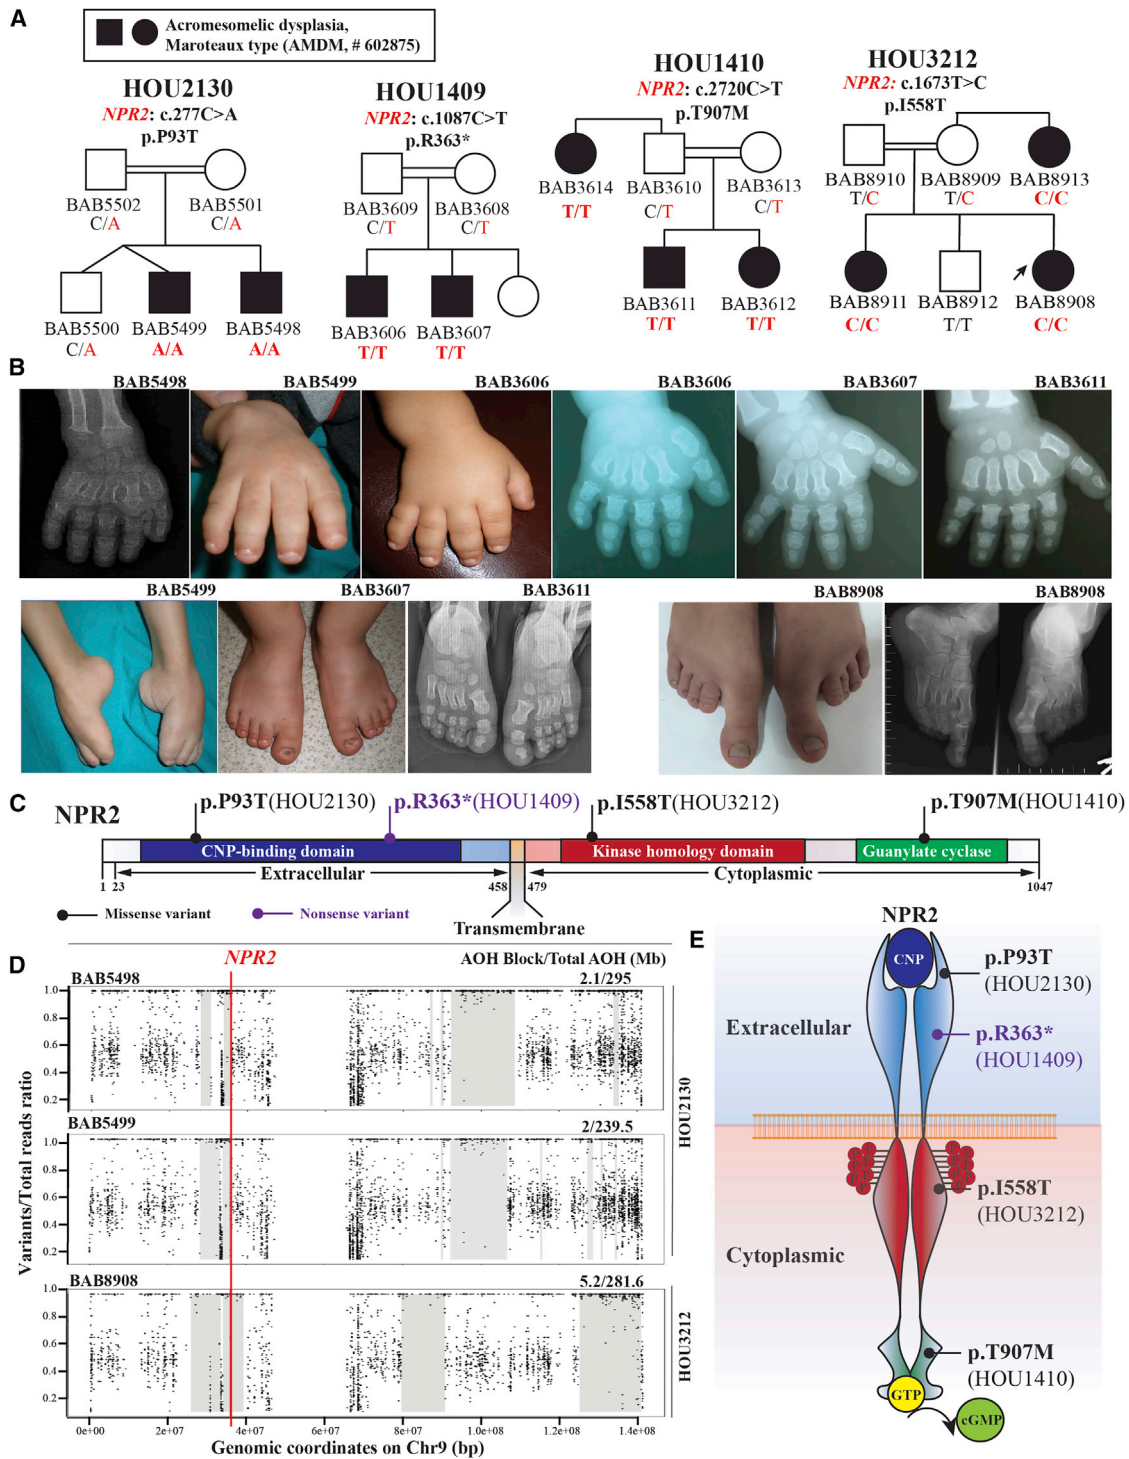 A
Acromesomelic dysplasia,
Maroteaux type (AMDM, # 602875)
HOU2130
NPR2: c.277C>A
p.P93T
BAB5502
C/A
BAB5501
C/A
BAB5500
C/A
BAB5499
A/A
BAB5498
A/A
HOU1409
NPR2: c.1087C>T
p.R363*
BAB3609
C/T
BAB3608
C/T
BAB3606
T/T
BAB3607
T/T
HOU1410
NPR2: c.2720C>T
p.T907M
BAB3614
T/T
BAB3610
C/T
BAB3613
C/T
BAB3611
T/T
BAB3612
T/T
HOU3212
NPR2: c.1673T>C
p.I558T
BAB8910
T/C
BAB8909
T/C
BAB8913
C/C
BAB8911
C/C
BAB8912
T/T
BAB8908
C/C
B
BAB5498
BAB5499
BAB3606
BAB3606
BAB3607
BAB3611
BAB5499
BAB3607
BAB3611
BAB8908
BAB8908
C
NPR2
p.P93T(HOU2130)
p.R363*(HOU1409)
p.I558T(HOU3212)
p.T907M(HOU1410)
CNP-binding domain
Kinase homology domain
Guanylate cyclase
1 23
Extracellular
458
479
Cytoplasmic
1047
Transmembrane
Missense variant
Nonsense variant
D
NPR2
AOH Block/Total AOH (Mb)
Variants/Total reads ratio
BAB5498
2.1/295
1.0
0.8
0.6
0.4
0.2
BAB5499
2/239.5
1.0
0.8
0.6
0.4
0.2
HOU2130
BAB8908
5.2/281.6
1.0
0.8
0.6
0.4
0.2
HOU3212
0e+00
2e+07
4e+07
6e+07
8e+07
1.0e+08
1.2e+08
1.4e+08
Genomic coordinates on Chr9 (bp)
E
NPR2
CNP
p.P93T
(HOU2130)
Extracellular
p.R363*
(HOU1409)
p.I558T
(HOU3212)
Cytoplasmic
p.T907M
(HOU1410)
GTP
cGMP